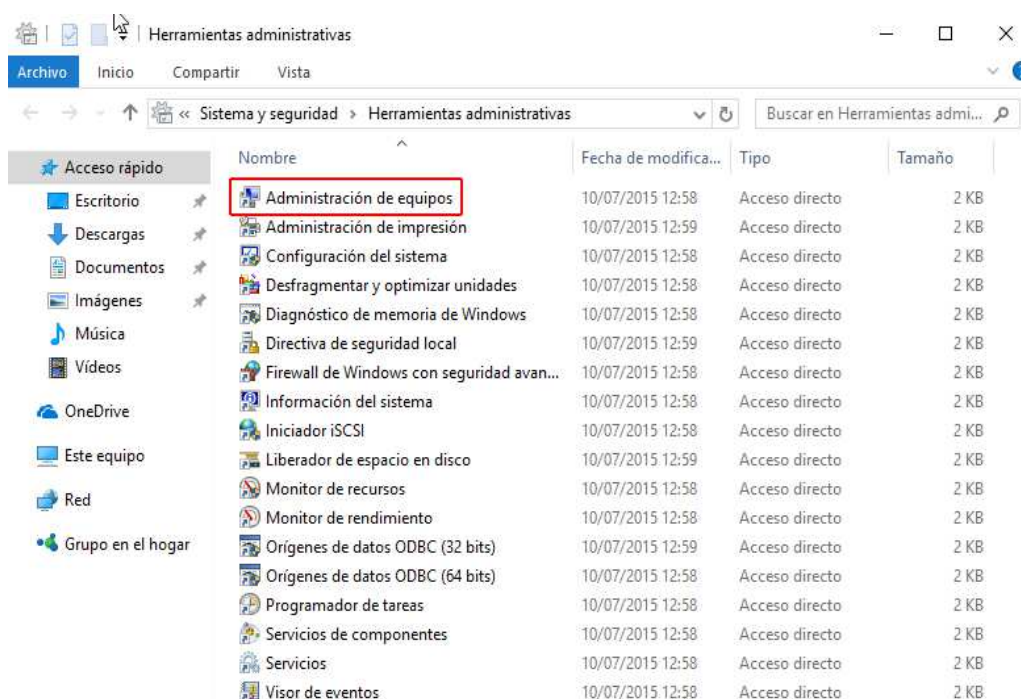 Herramientas administrativas
Archivo Inicio Compartir Vista
« Sistema y seguridad > Herramientas administrativas Buscar en Herramientas admi...
Acceso rápido
Escritorio
Descargas
Documentos
Imágenes
Música
Vídeos
OneDrive
Este equipo
Red
Grupo en el hogar
Nombre Fecha de modifica... Tipo Tamaño
Administración de equipos 10/07/2015 12:58 Acceso directo 2 KB
Administración de impresión 10/07/2015 12:59 Acceso directo 2 KB
Configuración del sistema 10/07/2015 12:58 Acceso directo 2 KB
Desfragmentar y optimizar unidades 10/07/2015 12:58 Acceso directo 2 KB
Diagnóstico de memoria de Windows 10/07/2015 12:58 Acceso directo 2 KB
Directiva de seguridad local 10/07/2015 12:59 Acceso directo 2 KB
Firewall de Windows con seguridad avan... 10/07/2015 12:58 Acceso directo 2 KB
Información del sistema 10/07/2015 12:58 Acceso directo 2 KB
Iniciador iSCSI 10/07/2015 12:58 Acceso directo 2 KB
Liberador de espacio en disco 10/07/2015 12:59 Acceso directo 2 KB
Monitor de recursos 10/07/2015 12:58 Acceso directo 2 KB
Monitor de rendimiento 10/07/2015 12:58 Acceso directo 2 KB
Orígenes de datos ODBC (32 bits) 10/07/2015 12:59 Acceso directo 2 KB
Orígenes de datos ODBC (64 bits) 10/07/2015 12:58 Acceso directo 2 KB
Programador de tareas 10/07/2015 12:58 Acceso directo 2 KB
Servicios de componentes 10/07/2015 12:58 Acceso directo 2 KB
Servicios 10/07/2015 12:58 Acceso directo 2 KB
Visor de eventos 10/07/2015 12:58 Acceso directo 2 KB